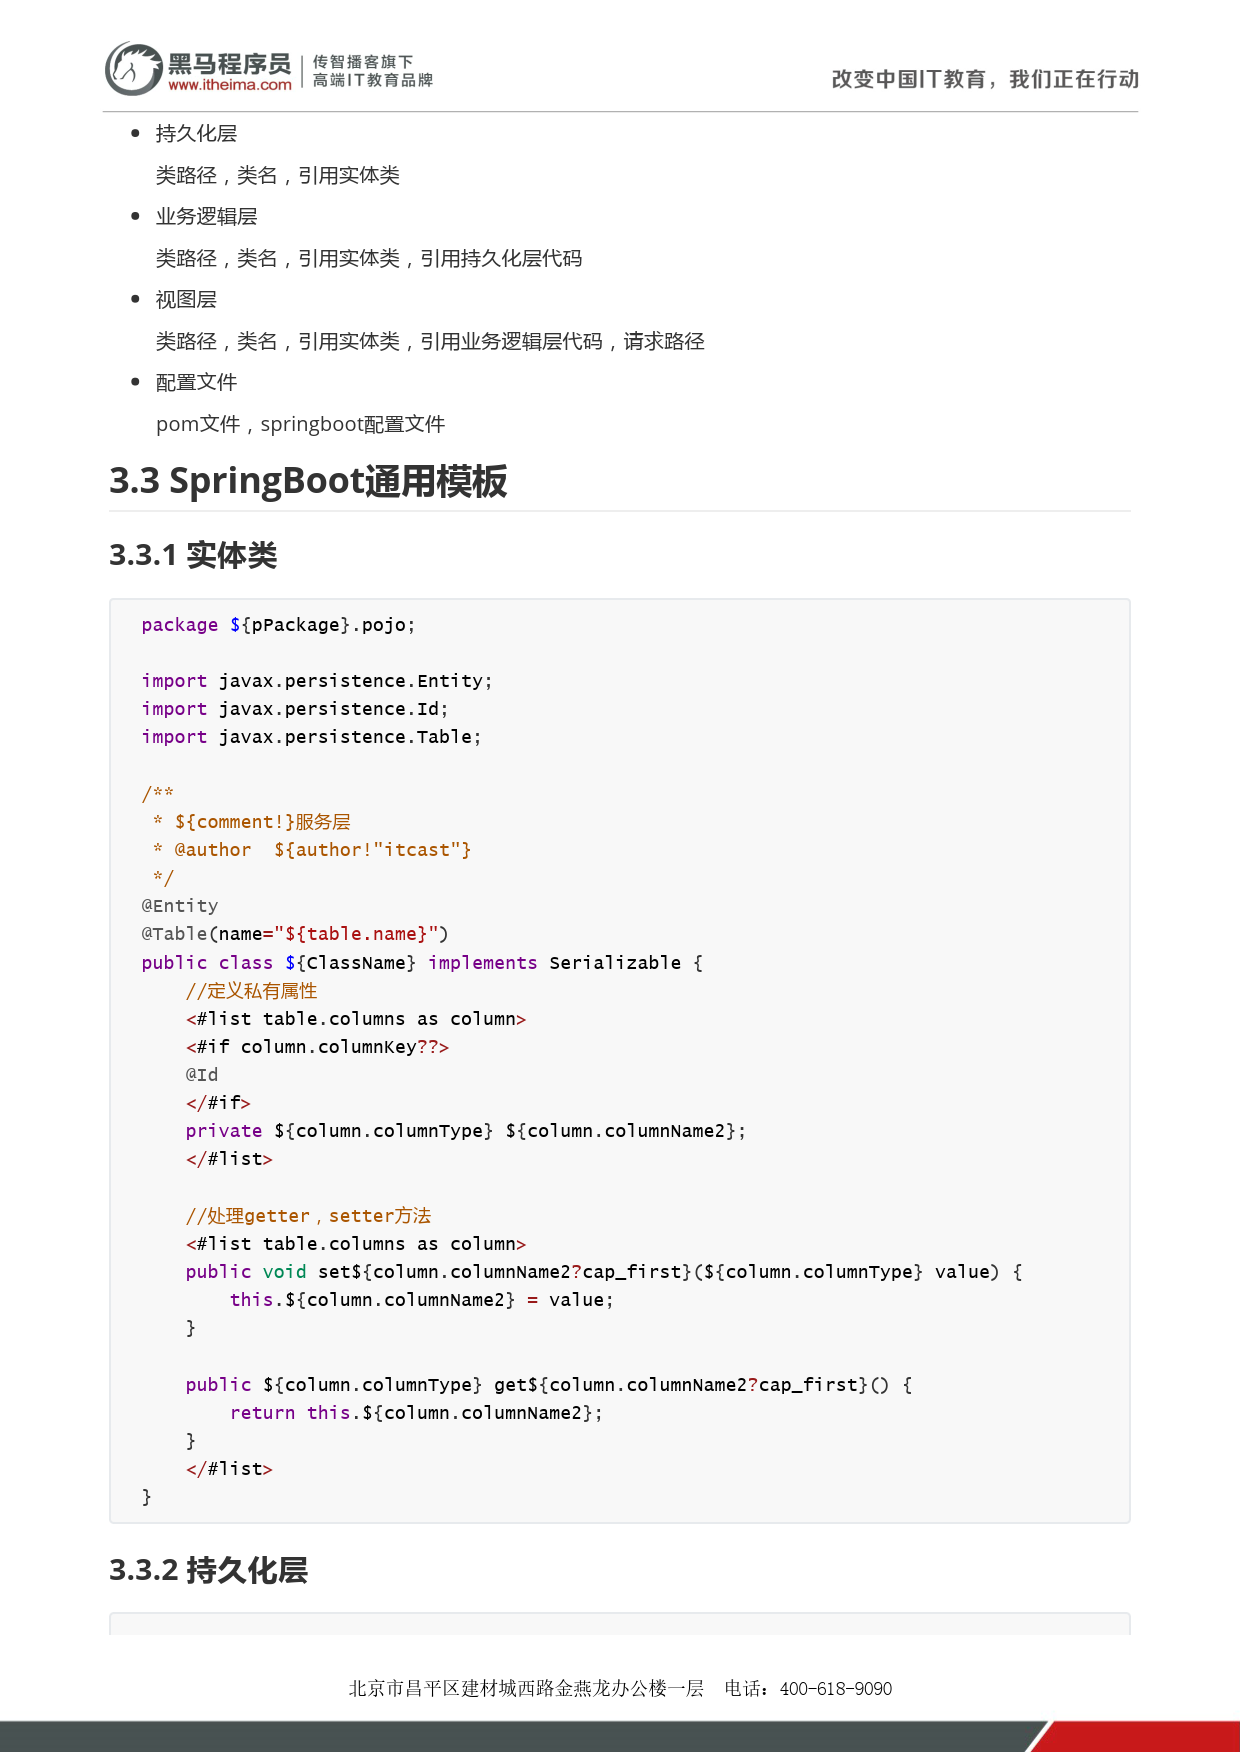 黑马程序员
www.itheima.com
传智播客旗下
高端IT教育品牌
改变中国IT教育，我们正在行动
• 持久化层
类路径，类名，引用实体类
• 业务逻辑层
类路径，类名，引用实体类，引用持久化层代码
• 视图层
类路径，类名，引用实体类，引用业务逻辑层代码，请求路径
• 配置文件
pom文件，springboot配置文件
3.3 SpringBoot通用模板
3.3.1 实体类
package ${pPackage}.pojo;
import javax.persistence.Entity;
import javax.persistence.Id;
import javax.persistence.Table;
/**
 * ${comment!}服务层
 * @author  ${author!"itcast"}
 */
@Entity
@Table(name="${table.name}")
public class ${ClassName} implements Serializable {
    //定义私有属性
    <#list table.columns as column>
    <#if column.columnKey??>
    @Id
    </#if>
    private ${column.columnType} ${column.columnName2};
    </#list>
    //处理getter，setter方法
    <#list table.columns as column>
    public void set${column.columnName2?cap_first}(${column.columnType} value) {
        this.${column.columnName2} = value;
    }
    public ${column.columnType} get${column.columnName2?cap_first}() {
        return this.${column.columnName2};
    }
    </#list>
}
3.3.2 持久化层
北京市昌平区建材城西路金燕龙办公楼一层  电话：400-618-9090